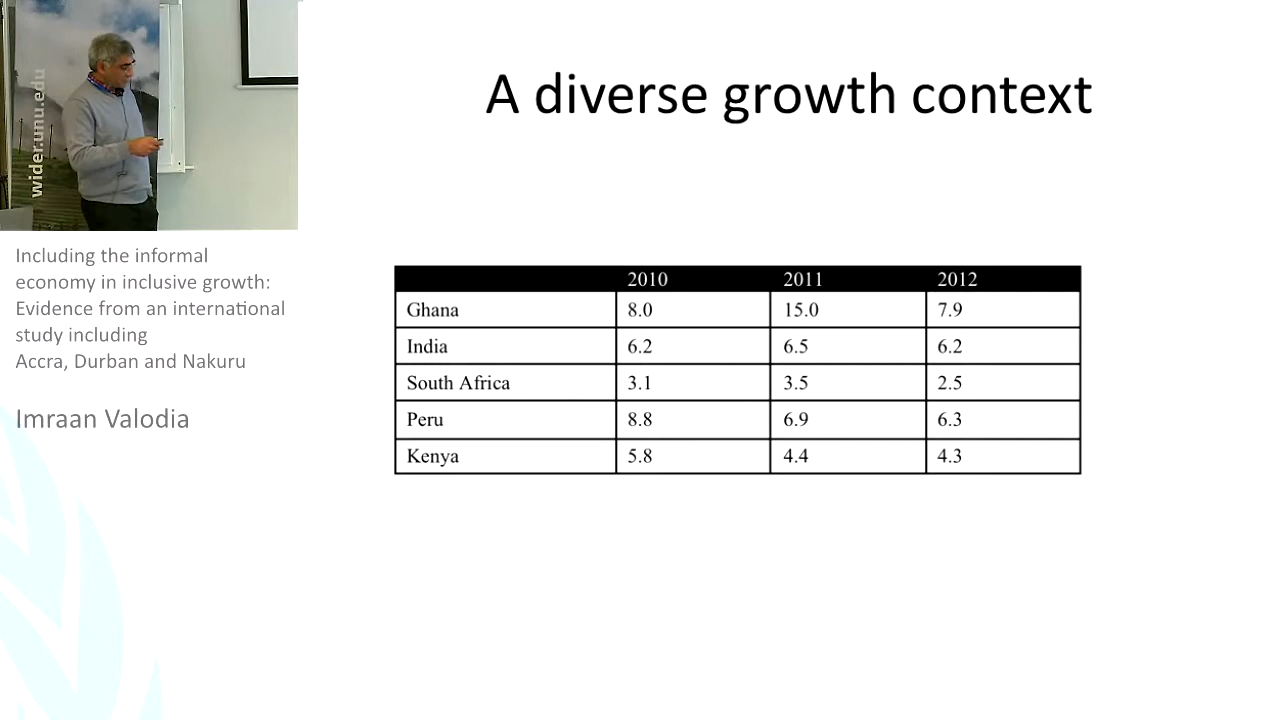 wider.unu.edu
Including the informal
economy in inclusive growth:
Evidence from an international
study including
Accra, Durban and Nakuru
Imraan Valodia
A diverse growth context
2010 2011 2012
Ghana 8.0 15.0 7.9
India 6.2 6.5 6.2
South Africa 3.1 3.5 2.5
Peru 8.8 6.9 6.3
Kenya 5.8 4.4 4.3